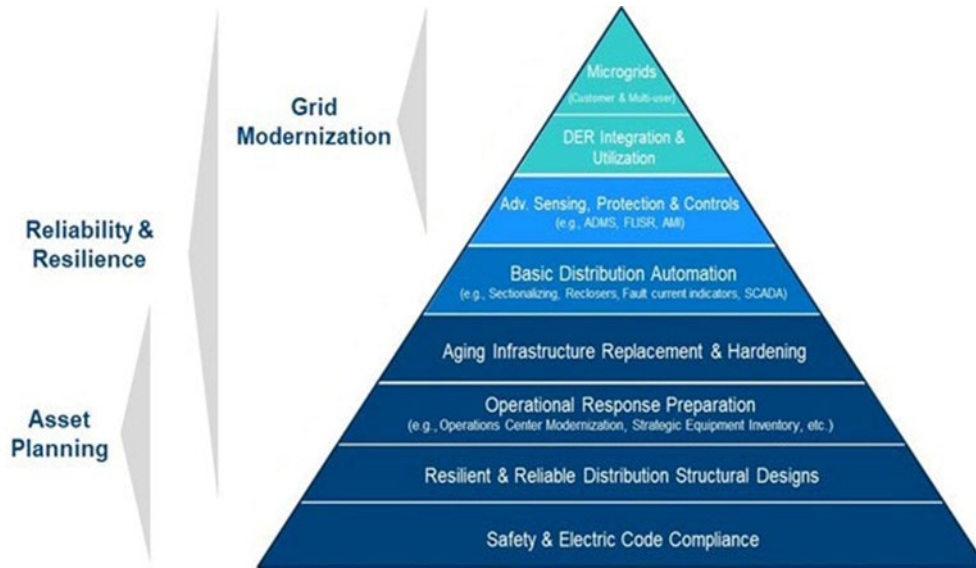 Grid
Modernization
Reliability &
Resilience
Asset
Planning
Microgrids
(Customer & Multi-user)
DER Integration &
Utilization
Adv. Sensing, Protection & Controls
(e.g., ADMS, FLISR, AMI)
Basic Distribution Automation
(e.g., Sectionalizing, Reclosers, Fault current indicators, SCADA)
Aging Infrastructure Replacement & Hardening
Operational Response Preparation
(e.g., Operations Center Modernization, Strategic Equipment Inventory, etc.)
Resilient & Reliable Distribution Structural Designs
Safety & Electric Code Compliance